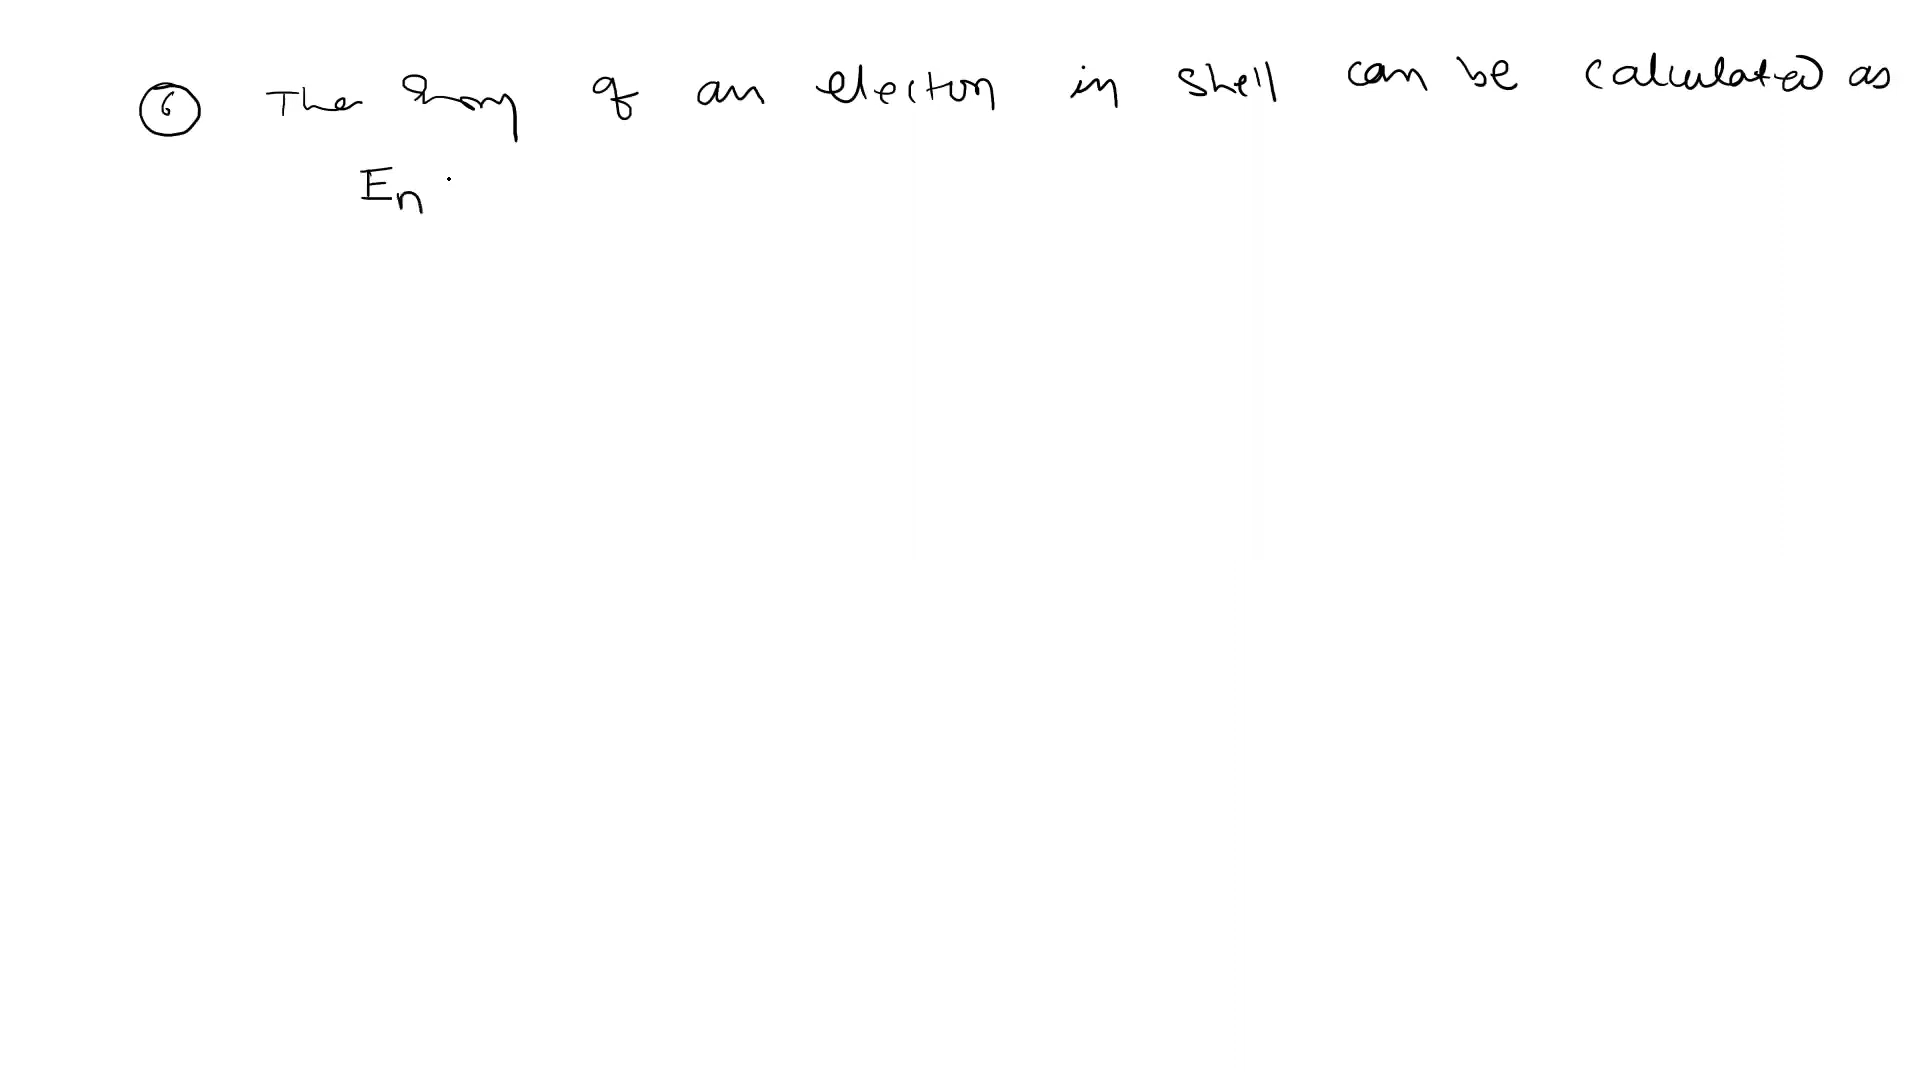 ⑥ The Energy of an electron in shell can be calculated as
En